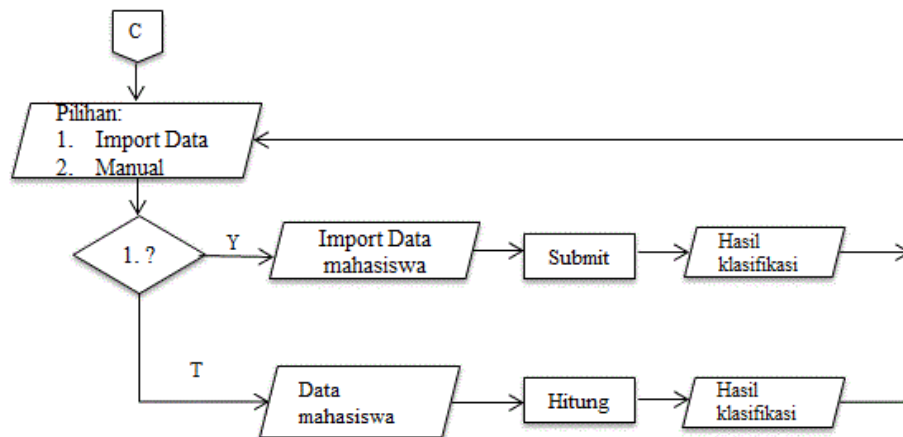 C
Pilihan:
1. Import Data
2. Manual
1. ?
Y
Import Data
mahasiswa
Submit
Hasil
klasifikasi
T
Data
mahasiswa
Hitung
Hasil
klasifikasi